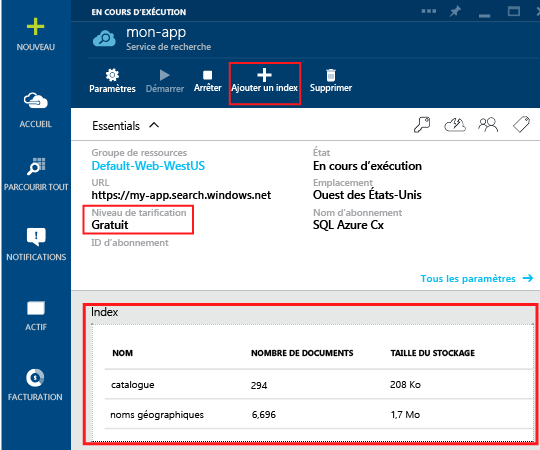 NOUVEAU
ACCUEIL
PARCOURIR TOUT
NOTIFICATIONS
ACTIF
FACTURATION
EN COURS D'EXÉCUTION
mon-app
Service de recherche
Paramètres Démarrer Arrêter Ajouter un index Supprimer
Essentials
Groupe de ressources État
Default-Web-WestUS En cours d'exécution
URL Emplacement
https://my-app.search.windows.net Ouest des États-Unis
Niveau de tarification Nom d'abonnement
Gratuit SQL Azure Cx
ID d'abonnement
Tous les paramètres →
Index
NOM NOMBRE DE DOCUMENTS TAILLE DU STOCKAGE
catalogue 294 208 Ko
noms géographiques 6,696 1,7 Mo